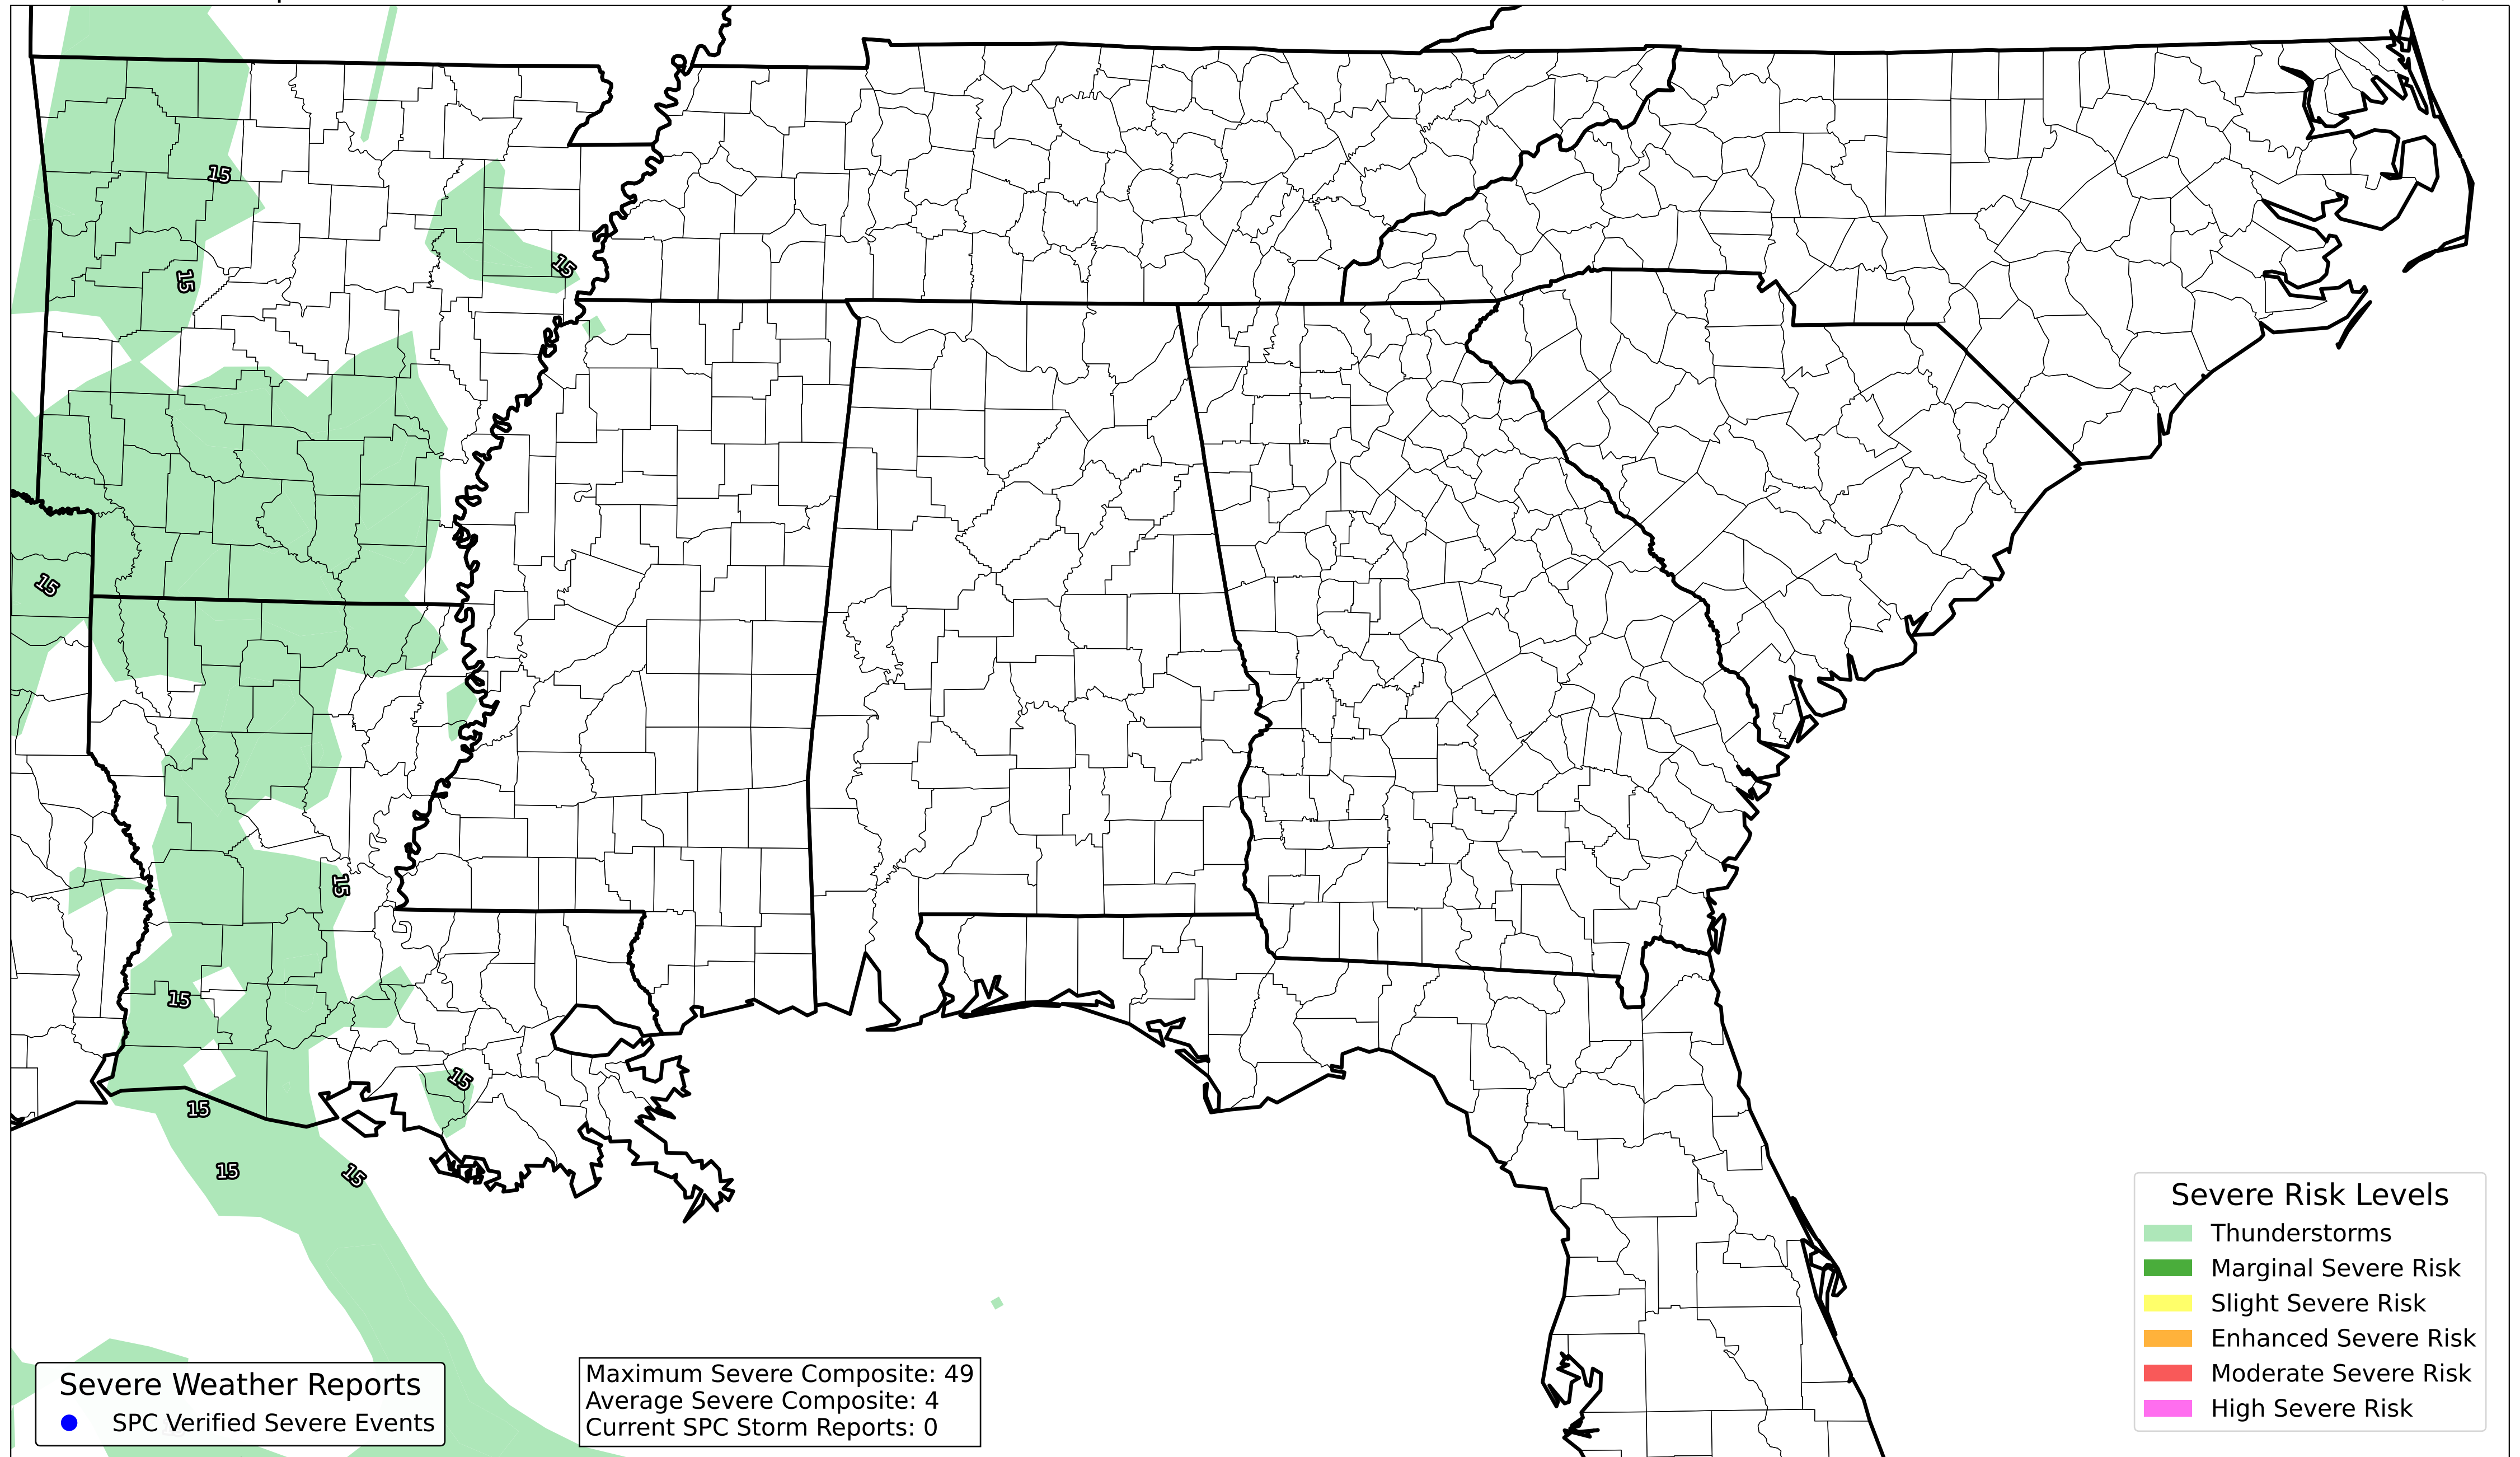 15
15
15
15
15
15
15
15
15
15
Severe Risk Levels
Thunderstorms
Marginal Severe Risk
Slight Severe Risk
Enhanced Severe Risk
Moderate Severe Risk
High Severe Risk
Severe Weather Reports
SPC Verified Severe Events
Maximum Severe Composite: 49
Average Severe Composite: 4
Current SPC Storm Reports: 0